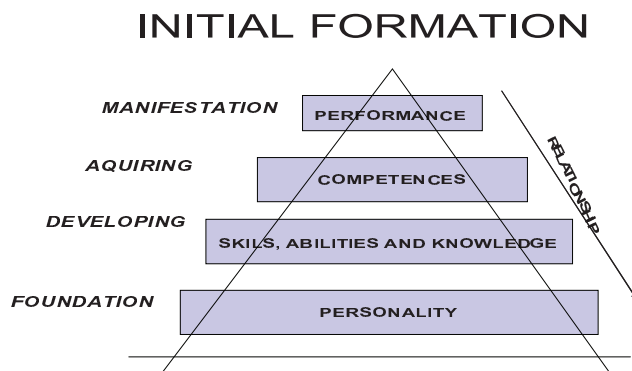 INITIAL FORMATION
MANIFESTATION
PERFORMANCE
AQUIRING
COMPETENCES
DEVELOPING
SKILS, ABILITIES AND KNOWLEDGE
FOUNDATION
PERSONALITY
RELATIONSHIP